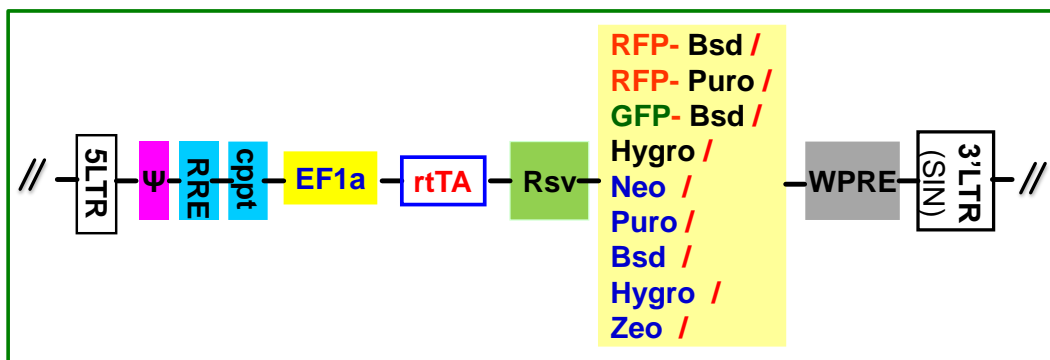 5LTR
Ψ
RRE
cppt
EF1a
rtTA
Rsv
RFP- Bsd /
RFP- Puro /
GFP- Bsd /
Hygro /
Neo /
Puro /
Bsd /
Hygro /
Zeo /
WPRE
3'LTR
(SIN)